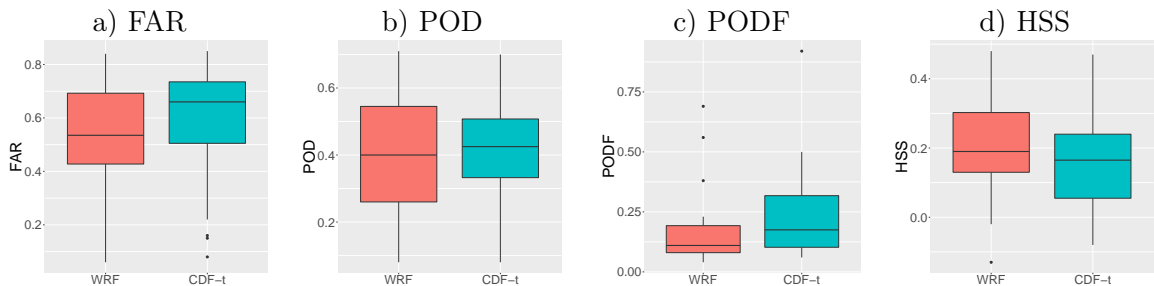 a) FAR
b) POD
c) PODF
d) HSS
FAR
0.8
0.6
0.4
0.2
WRF
CDF−t
POD
0.6
0.4
0.2
WRF
CDF−t
PODF
0.75
0.50
0.25
0.00
WRF
CDF−t
HSS
0.4
0.2
0.0
WRF
CDF−t